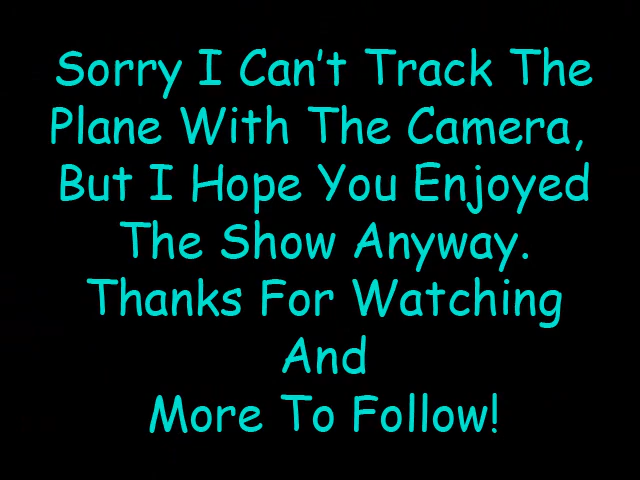 Sorry I Can't Track The
Plane With The Camera,
But I Hope You Enjoyed
The Show Anyway.
Thanks For Watching
And
More To Follow!